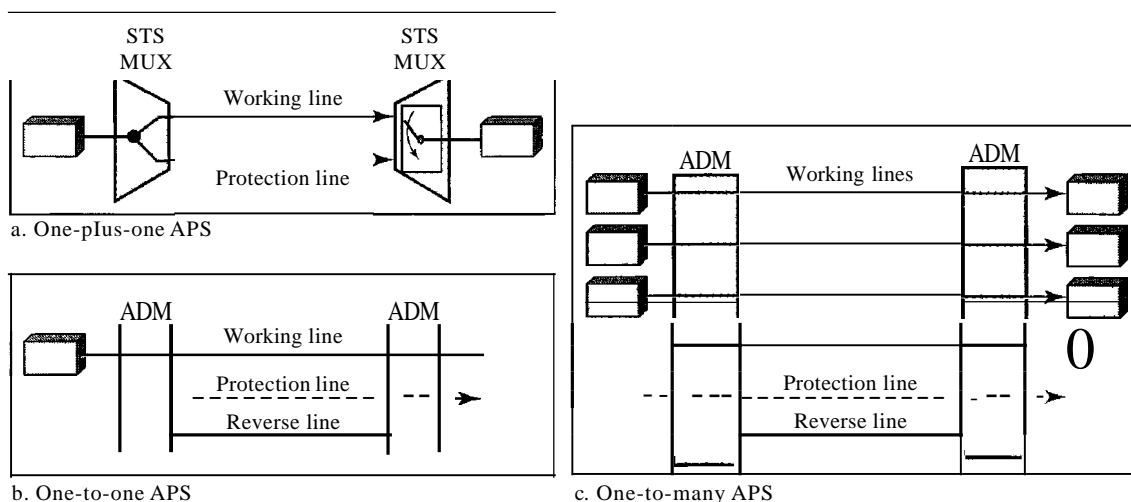 STS
MUX
STS
MUX
Working line
Protection line
a. One-pIus-one APS
ADM
ADM
Working line
Protection line
Reverse line
b. One-to-one APS
ADM
ADM
Working lines
0
Protection line
Reverse line
c. One-to-many APS